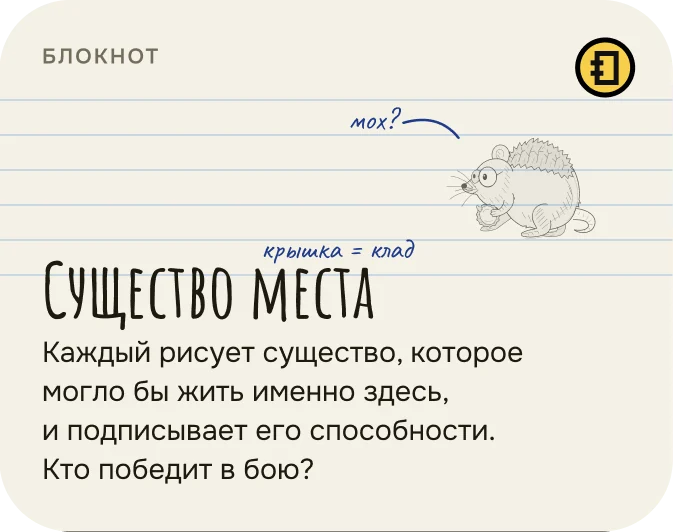 БЛОКНОТ
мох?
крышка = клад
Существо места
Каждый рисует существо, которое
могло бы жить именно здесь,
и подписывает его способности.
Кто победит в бою?